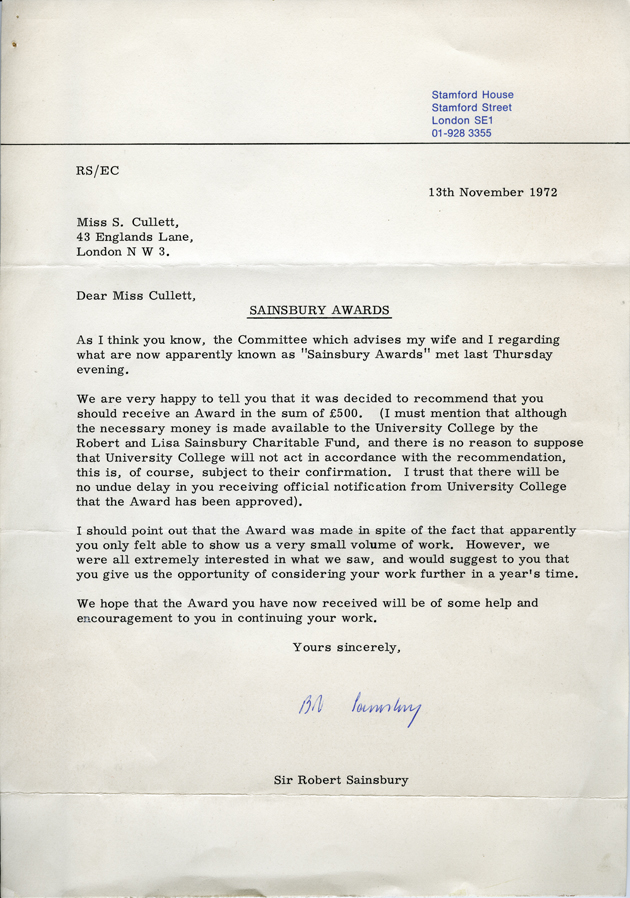 Stamford House
Stamford Street
London SE1
01-928 3355
RS/EC
13th November 1972
Miss S. Cullett,
43 Englands Lane,
London N W 3.
Dear Miss Cullett,
SAINSBURY AWARDS
As I think you know, the Committee which advises my wife and I regarding
what are now apparently known as "Sainsbury Awards" met last Thursday
evening.
We are very happy to tell you that it was decided to recommend that you
should receive an Award in the sum of £500. (I must mention that although
the necessary money is made available to the University College by the
Robert and Lisa Sainsbury Charitable Fund, and there is no reason to suppose
that University College will not act in accordance with the recommendation,
this is, of course, subject to their confirmation. I trust that there will be
no undue delay in you receiving official notification from University College
that the Award has been approved).
I should point out that the Award was made in spite of the fact that apparently
you only felt able to show us a very small volume of work. However, we
were all extremely interested in what we saw, and would suggest to you that
you give us the opportunity of considering your work further in a year's time.
We hope that the Award you have now received will be of some help and
encouragement to you in continuing your work.
Yours sincerely,
Sainsbury
Sir Robert Sainsbury